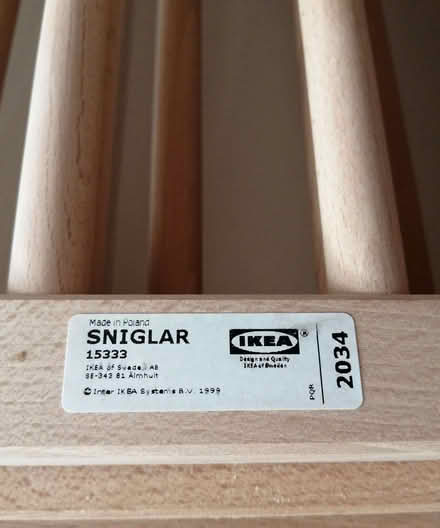 Made in Poland
SNIGLAR
15333
IKEA of Sweden AB
SE-343 81 Älmhult
© Inter IKEA Systems B.V. 1999
IKEA®
Design and Quality
IKEA of Sweden
PQR
2034